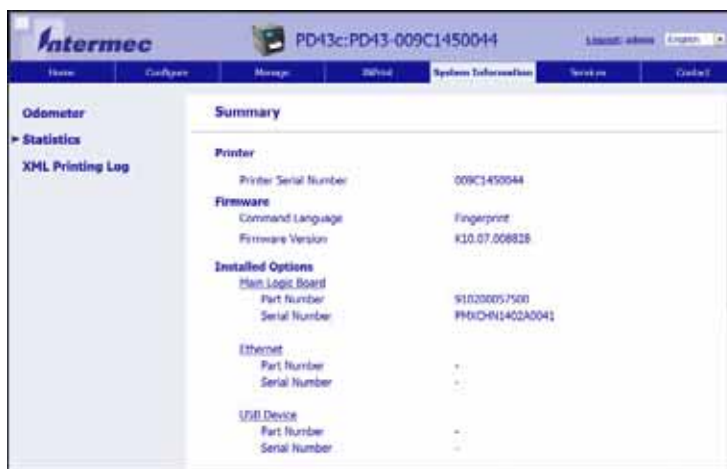 Intermec
PD43c:PD43-009C1450044
Logout: admin
English
Home
Configure
Manage
System Information
Services
Contact
Odometer
Statistics
XML Printing Log
Summary
Printer
Printer Serial Number 009C1450044
Firmware
Command Language Fingerprint
Firmware Version K10.07.008828
Installed Options
Main Logic Board
Part Number 910200057500
Serial Number PMXCHN1402A0041
Ethernet
Part Number -
Serial Number -
USB Device
Part Number -
Serial Number -